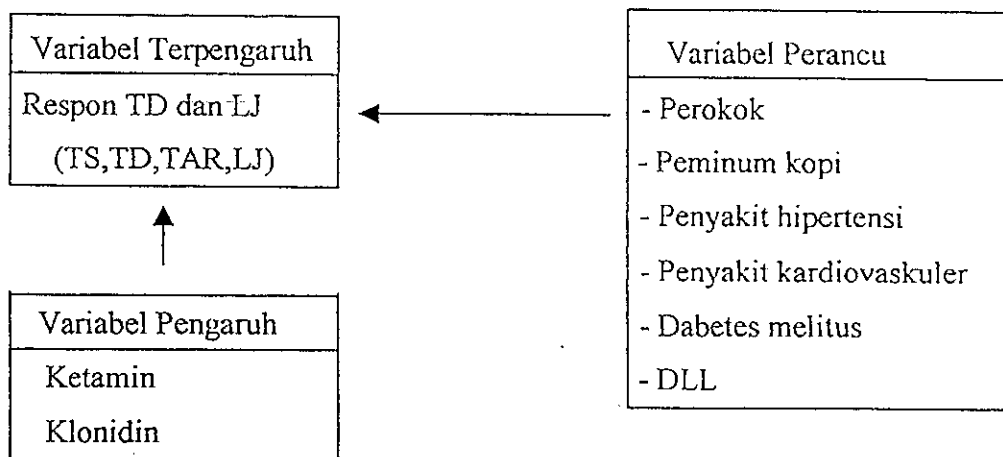 Variabel Terpengaruh
Respon TD dan LJ
(TS,TD,TAR,LJ)
Variabel Pengaruh
Ketamin
Klonidin
Variabel Perancu
- Perokok
- Peminum kopi
- Penyakit hipertensi
- Penyakit kardiovaskuler
- Dabetes melitus
- DLL